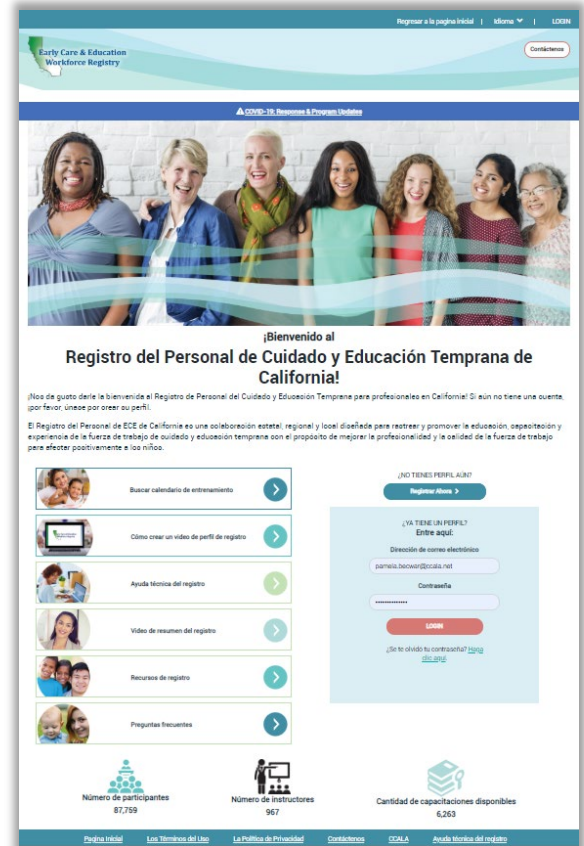 Regresar a la pagina inicial | Idioma | LOGIN
Early Care & Education
Workforce Registry
Contáctenos
COVID-19: Response & Program Updates
¡Bienvenido al
Registro del Personal de Cuidado y Educación Temprana de
California!
¡Nos da gusto darle la bienvenida al Registro de Personal del Cuidado y Educación Temprana para profesionales en California! Si aún no tiene una cuenta,
¡por favor, únase por crear su perfil.
El Registro del Personal de ECE de California es una colaboración estatal, regional y local diseñada para rastrear y promover la educación, capacitación y
experiencia de la fuerza de trabajo de cuidado y educación temprana con el propósito de mejorar la profesionalidad y la calidad de la fuerza de trabajo
para afectar positivamente a los niños.
Buscar calendario de entrenamiento
Cómo crear un video de perfil de registro
Ayuda técnica del registro
Video de resumen del registro
Recursos de registro
Preguntas frecuentes
¿NO TIENES PERFIL AÚN?
Registrar Ahora >
¿YA TIENE UN PERFIL?
Entre aquí:
Dirección de correo electrónico
pamela.becwar@ccala.net
Contraseña
LOGIN
¿Se te olvidó tu contraseña? Haga
clic aquí.
Número de participantes
87,759
Número de instructores
967
Cantidad de capacitaciones disponibles
6,263
Pagina Inicial Los Términos del Uso La Política de Privacidad Contáctenos CCALA Ayuda técnica del registro